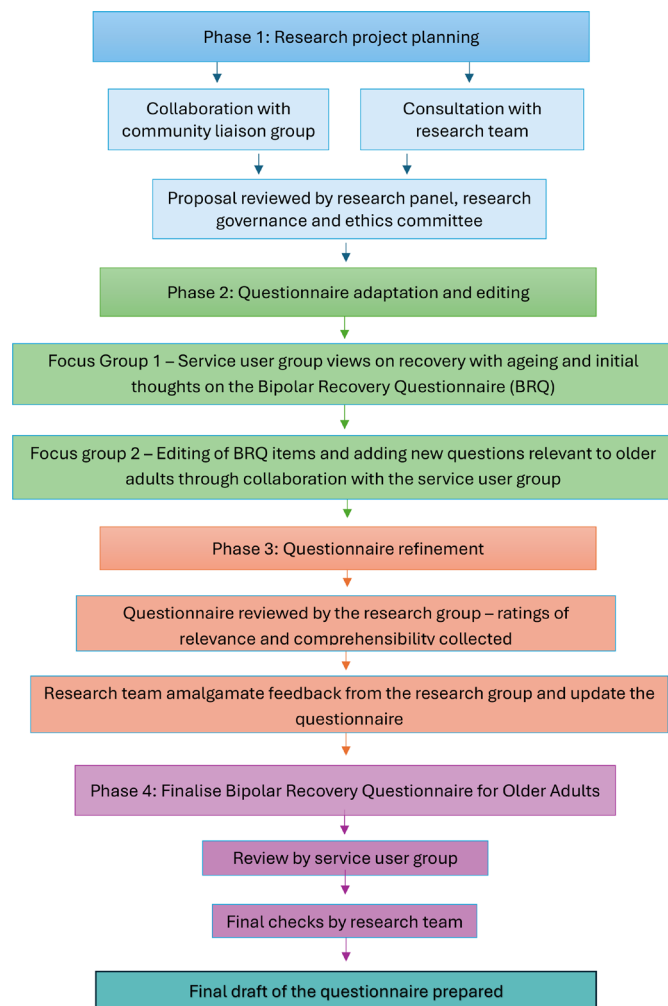 Phase 1: Research project planning
Collaboration with
community liaison group
Consultation with
research team
Proposal reviewed by research panel, research
governance and ethics committee
Phase 2: Questionnaire adaptation and editing
Focus Group 1 – Service user group views on recovery with ageing and initial
thoughts on the Bipolar Recovery Questionnaire (BRQ)
Focus group 2 – Editing of BRQ items and adding new questions relevant to older
adults through collaboration with the service user group
Phase 3: Questionnaire refinement
Questionnaire reviewed by the research group – ratings of
relevance and comprehensibility collected
Research team amalgamate feedback from the research group and update the
questionnaire
Phase 4: Finalise Bipolar Recovery Questionnaire for Older Adults
Review by service user group
Final checks by research team
Final draft of the questionnaire prepared